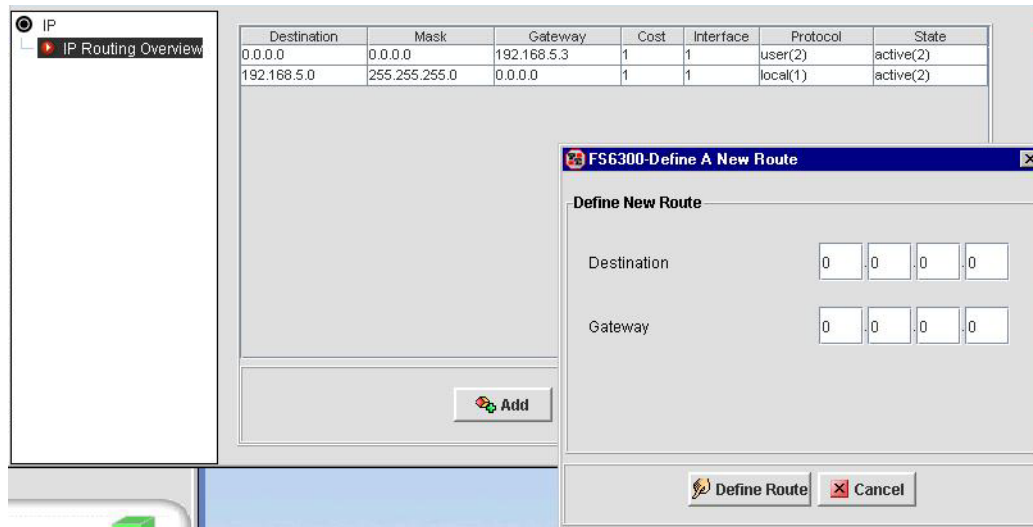 IP
IP Routing Overview
Destination Mask Gateway Cost Interface Protocol State
0.0.0.0 0.0.0.0 192.168.5.3 1 1 user(2) active(2)
192.168.5.0 255.255.255.0 0.0.0.0 1 1 local(1) active(2)
FS6300-Define A New Route
Define New Route
Destination 0 .0 .0 .0
Gateway 0 .0 .0 .0
Add
Define Route Cancel